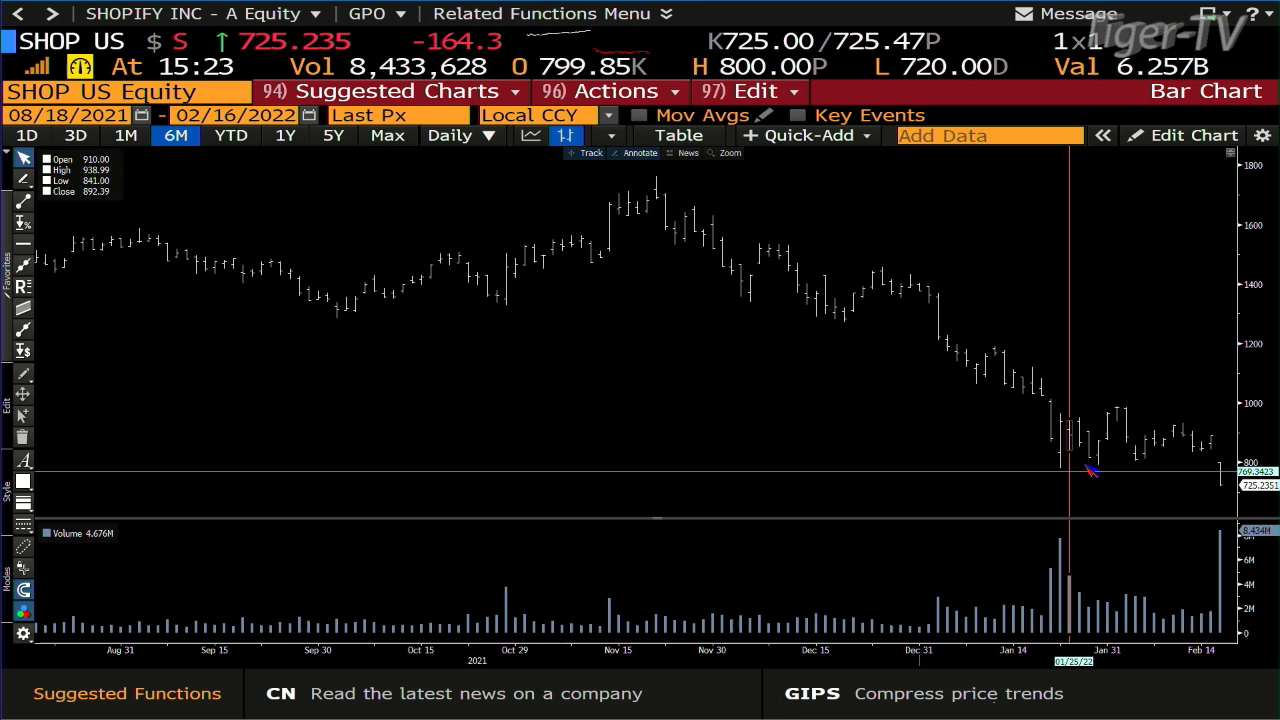 SHOPIFY INC - A Equity GPO Related Functions Menu Message ?
Tiger-TV
SHOP US $ S ↑ 725.235 -164.3 K725.00 /725.47P 1x1
At 15:23 Vol 8,433,628 O 799.85K H 800.00P L 720.00D Val 6.257B
SHOP US Equity 94) Suggested Charts 96) Actions 97) Edit Bar Chart
08/18/2021 - 02/16/2022 Last Px Local CCY Mov Avgs Key Events
1D 3D 1M 6M YTD 1Y 5Y Max Daily Table + Quick-Add Add Data Edit Chart
Track Annotate News Zoom
Open 910.00
High 938.99
Low 841.00
Close 892.39
1800
1600
1400
1200
1000
800
769.3423
725.2351
Favorites
Edit
Style
Modes
Volume 4.676M
8.434M
6M
4M
2M
0
Aug 31 Sep 15 Sep 30 Oct 15 Oct 29 Nov 15 Nov 30 Dec 15 Dec 31 Jan 14 Jan 31 Feb 14
2021 01/25/22
Suggested Functions CN Read the latest news on a company GIPS Compress price trends